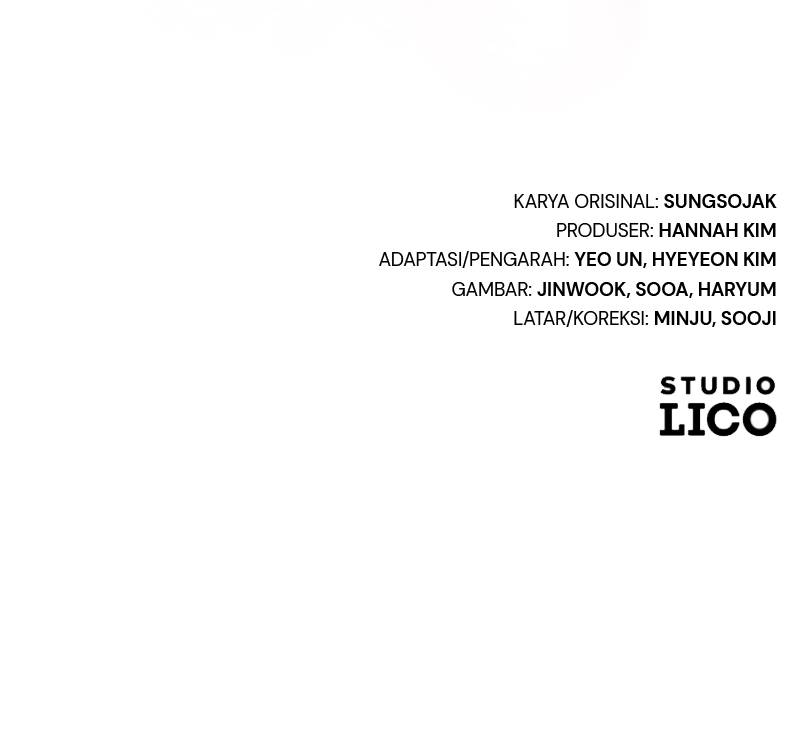 KARYA ORISINAL: SUNGSOJAK
PRODUSER: HANNAH KIM
ADAPTASI/PENGARAH: YEO UN, HYEYEON KIM
GAMBAR: JINWOOK, SOOA, HARYUM
LATAR/KOREKSI: MINJU, SOOJI
STUDIO
LICO